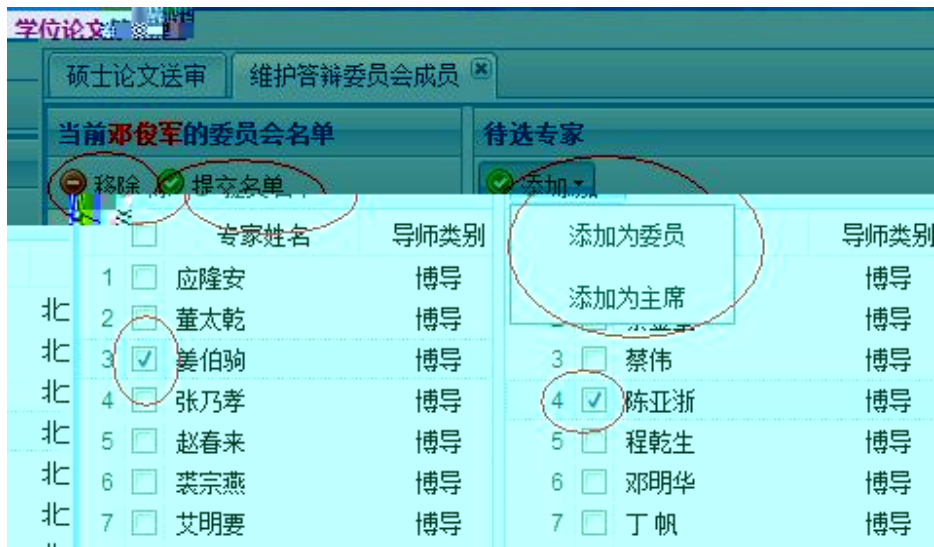 学位论文
硕士论文送审 维护答辩委员会成员
当前邓俊军的委员会名单 待选专家
移除 提交名单 添加
专家姓名 导师类别 添加为委员 导师类别
1 应隆安 博导 博导
添加为主席
北 2 董太乾 博导 博导
北 3 姜伯驹 博导 3 蔡伟 博导
北 4 张乃孝 博导 4 陈亚浙 博导
北 5 赵春来 博导 5 程乾生 博导
北 6 裘宗燕 博导 6 邓明华 博导
北 7 艾明要 博导 7 丁帆 博导